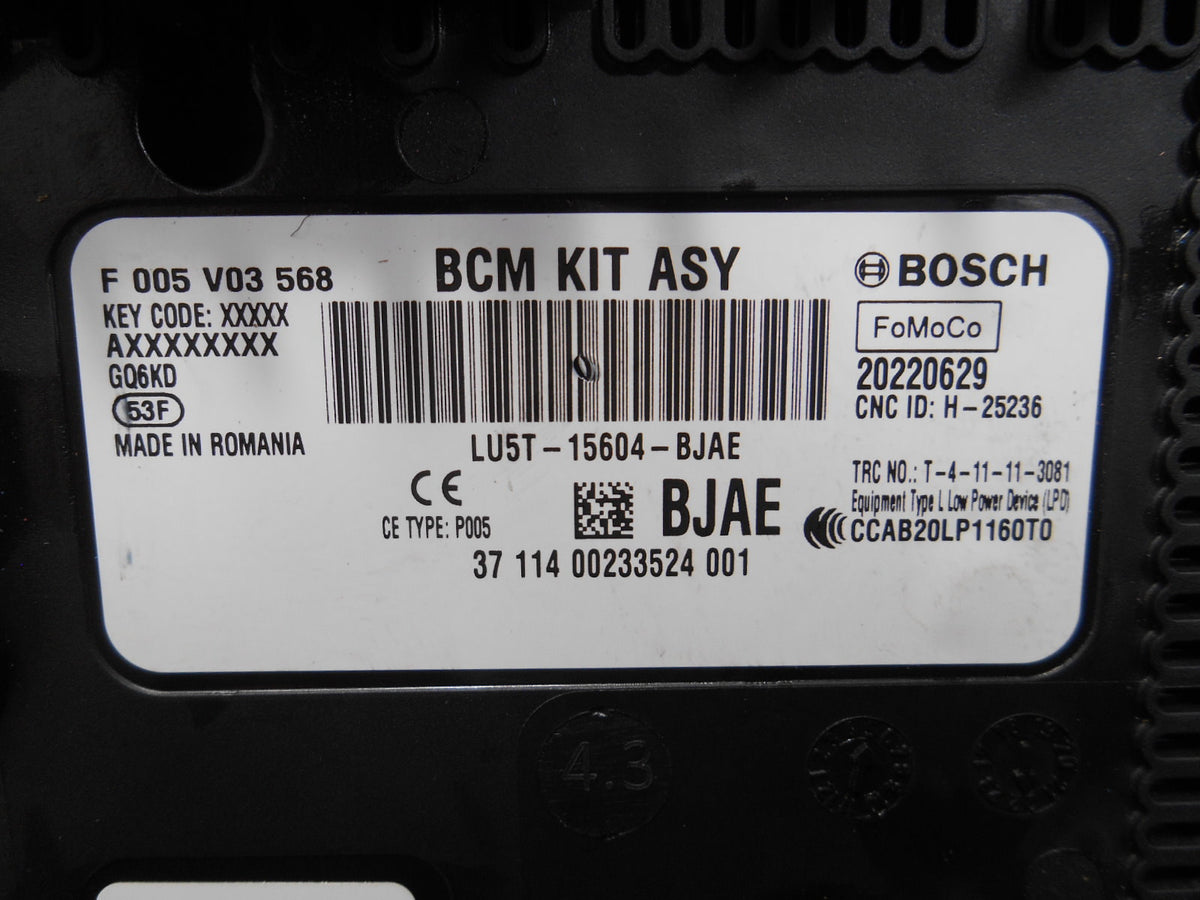 F 005 V03 568
BCM KIT ASY
BOSCH
KEY CODE: XXXXX
AXXXXXXXX
GQ6KD
53F
MADE IN ROMANIA
FoMoCo
20220629
CNC ID: H-25236
LU5T-15604-BJAE
CE
CE TYPE: P005
BJAE
TRC NO.: T-4-11-11-3081
Equipment Type I, Low Power Device (LPD)
CCAB20LP1160T0
37 114 00233524 001
4.3